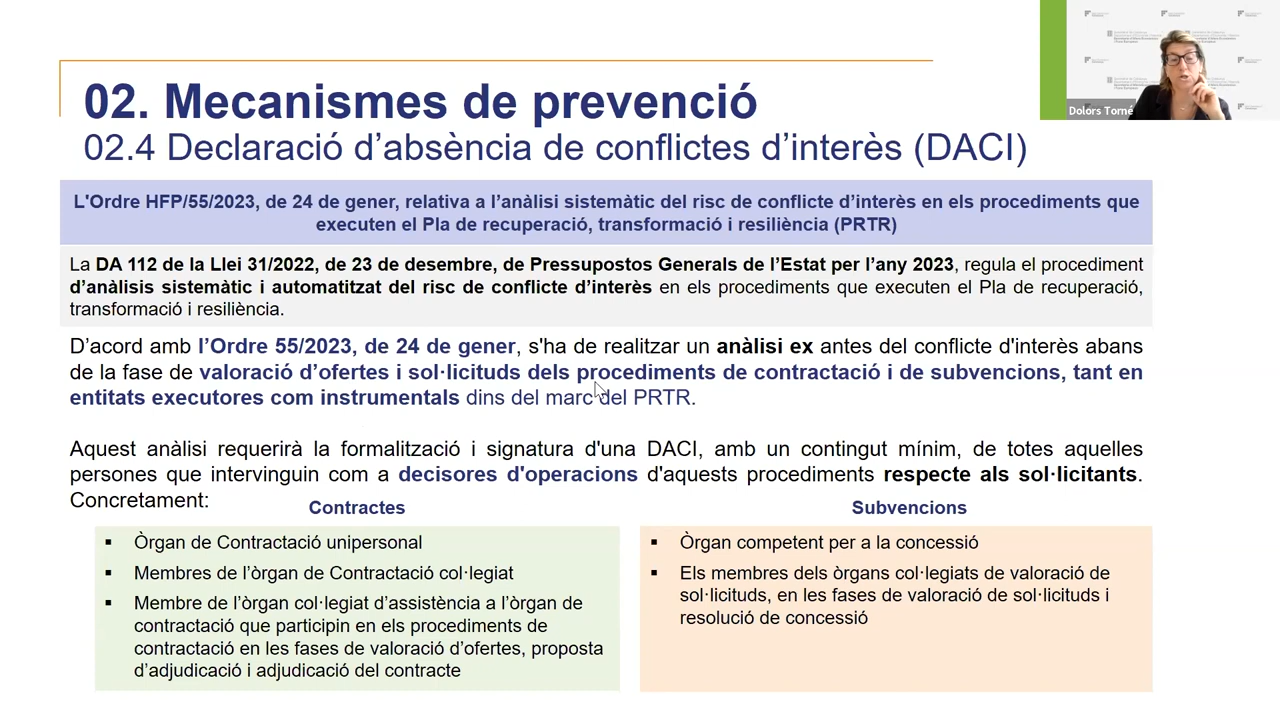 02. Mecanismes de prevenció
02.4 Declaració d’absència de conflictes d’interès (DACI)
Dolors Tomé
L'Ordre HFP/55/2023, de 24 de gener, relativa a l’anàlisi sistemàtic del risc de conflicte d’interès en els procediments que
executen el Pla de recuperació, transformació i resiliència (PRTR)
La DA 112 de la Llei 31/2022, de 23 de desembre, de Pressupostos Generals de l’Estat per l’any 2023, regula el procediment
d’anàlisis sistemàtic i automatitzat del risc de conflicte d’interès en els procediments que executen el Pla de recuperació,
transformació i resiliència.
D’acord amb l’Ordre 55/2023, de 24 de gener, s'ha de realitzar un anàlisi ex antes del conflicte d'interès abans
de la fase de valoració d’ofertes i sol·licituds dels procediments de contractació i de subvencions, tant en
entitats executores com instrumentals dins del marc del PRTR.
Aquest anàlisi requerirà la formalització i signatura d'una DACI, amb un contingut mínim, de totes aquelles
persones que intervinguin com a decisores d'operacions d'aquests procediments respecte als sol·licitants.
Concretament:
Contractes
▪ Òrgan de Contractació unipersonal
▪ Membres de l’òrgan de Contractació col·legiat
▪ Membre de l’òrgan col·legiat d’assistència a l’òrgan de
contractació que participin en els procediments de
contractació en les fases de valoració d’ofertes, proposta
d’adjudicació i adjudicació del contracte
Subvencions
▪ Òrgan competent per a la concessió
▪ Els membres dels òrgans col·legiats de valoració de
sol·licituds, en les fases de valoració de sol·licituds i
resolució de concessió